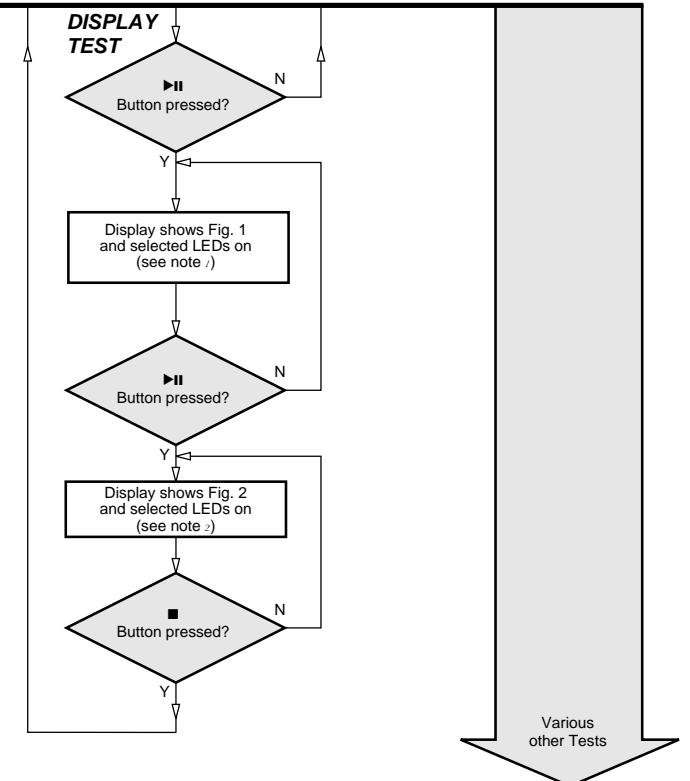 DISPLAY
TEST
▶II
Button pressed?
N
Y
Display shows Fig. 1
and selected LEDs on
(see note 1)
▶II
Button pressed?
N
Y
Display shows Fig. 2
and selected LEDs on
(see note 2)
■
Button pressed?
N
Y
Various
other Tests